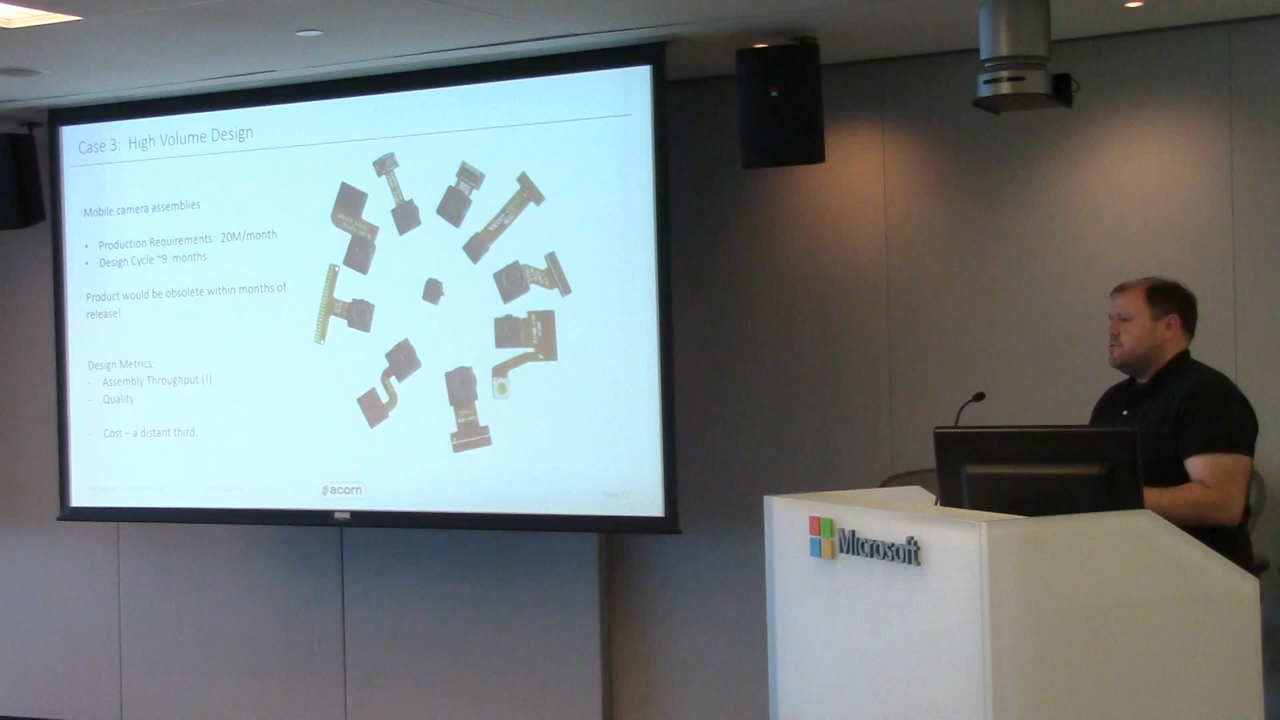 Case 3: High Volume Design
Mobile camera assemblies
• Production Requirements: 20M/month
• Design Cycle ~9 months
Product would be obsolete within months of
release!
Design Metrics:
- Assembly Throughput (!)
- Quality
- Cost – a distant third.
acorn
Microsoft